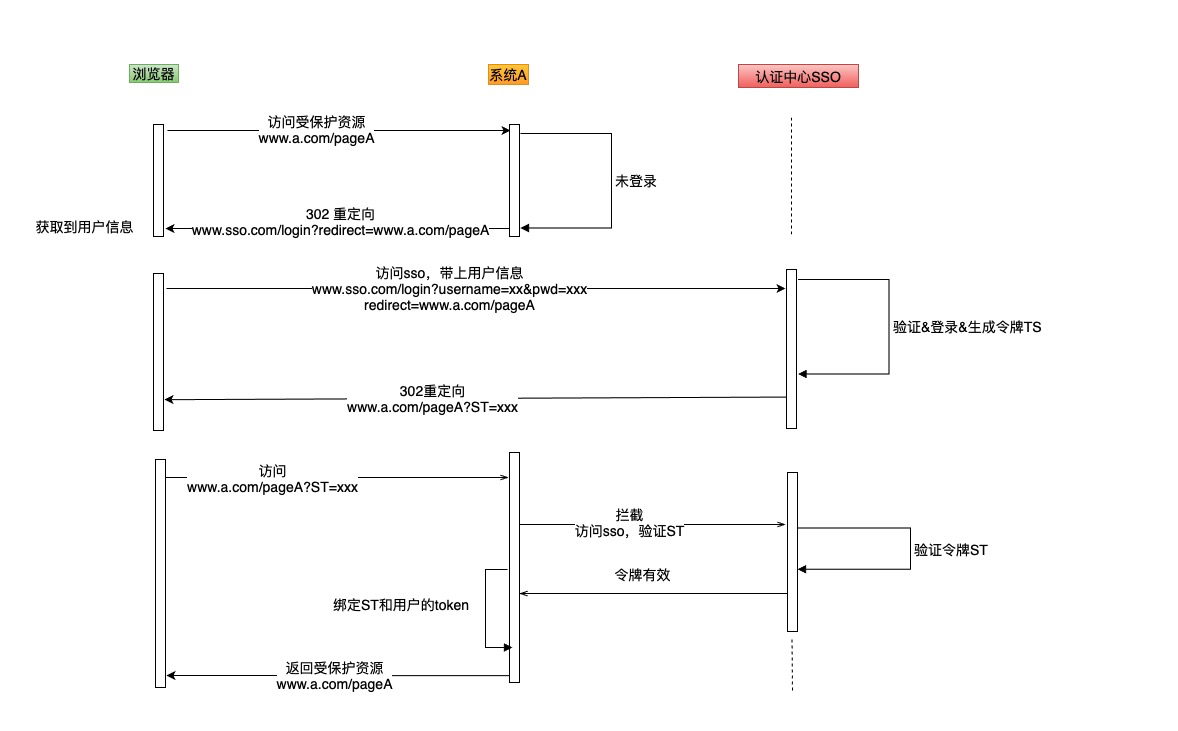 浏览器
系统A
认证中心SSO
访问受保护资源
www.a.com/pageA
未登录
302 重定向
www.sso.com/login?redirect=www.a.com/pageA
获取到用户信息
访问sso，带上用户信息
www.sso.com/login?username=xx&pwd=xxx
redirect=www.a.com/pageA
验证&登录&生成令牌TS
302重定向
www.a.com/pageA?ST=xxx
访问
www.a.com/pageA?ST=xxx
拦截
访问sso，验证ST
验证令牌ST
令牌有效
绑定ST和用户的token
返回受保护资源
www.a.com/pageA